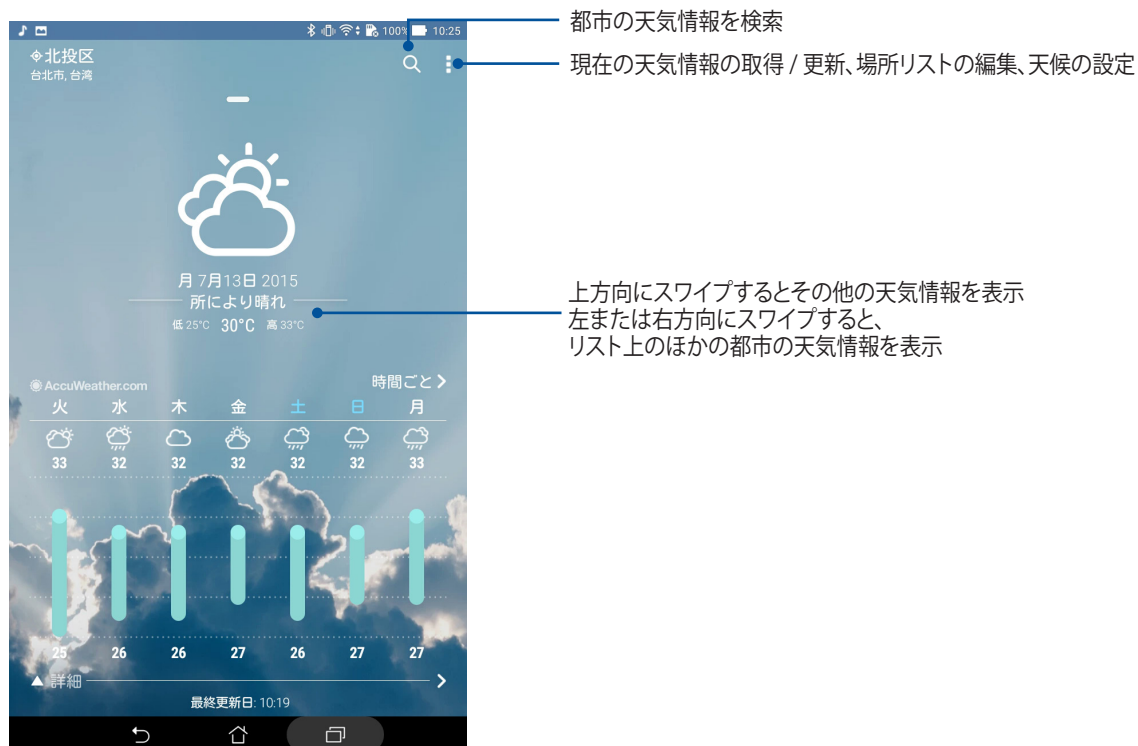 100% 10:25
北投区
台北市, 台湾
都市の天気情報を検索
現在の天気情報の取得 / 更新、場所リストの編集、天候の設定
月 7月13日 2015
所により晴れ
低 25°C 30°C 高 33°C
上方向にスワイプするとその他の天気情報を表示
左または右方向にスワイプすると、
リスト上のほかの都市の天気情報を表示
AccuWeather.com 時間ごと
火 水 木 金 土 日 月
33 32 32 32 32 32 33
25 26 26 27 26 27 27
詳細
最終更新日: 10:19